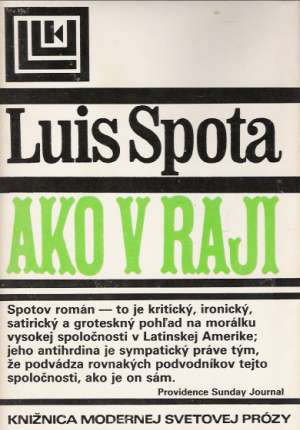 Luis Spota
AKO V RAJI
Spotov román — to je kritický, ironický,
satirický a groteskný pohľad na morálku
vysokej spoločnosti v Latinskej Amerike;
jeho antihrdina je sympatický práve tým,
že podvádza rovnakých podvodníkov tejto
spoločnosti, ako je on sám.
Providence Sunday Journal
KNIŽNICA MODERNEJ SVETOVEJ PRÓZY